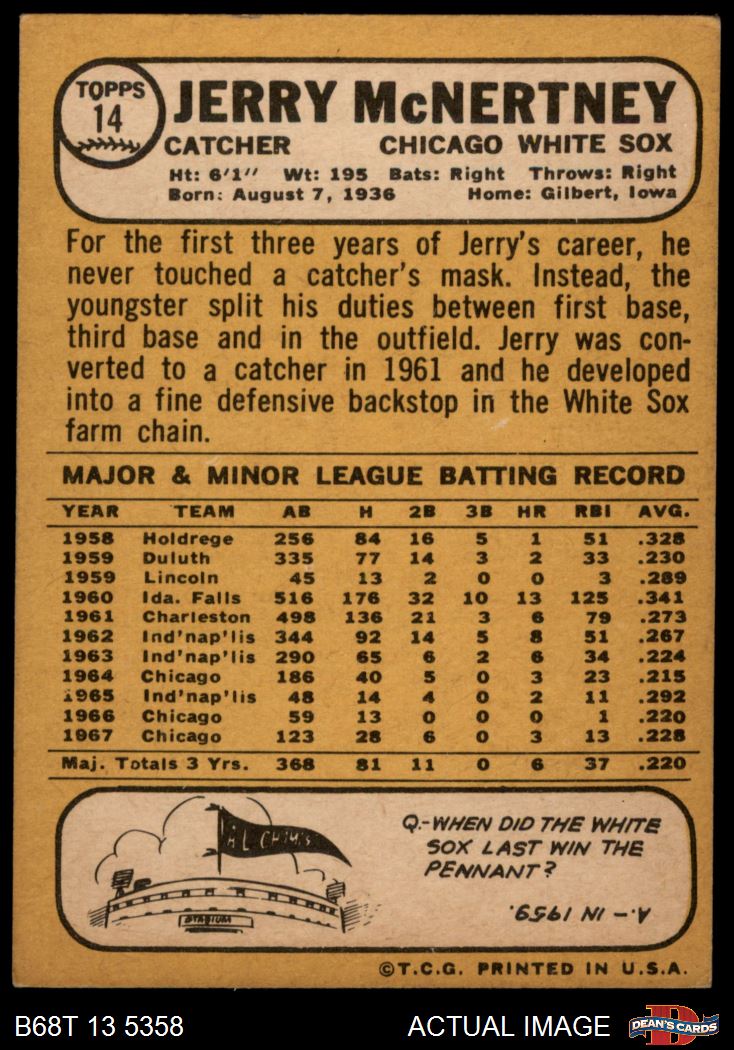 TOPPS
14
JERRY McNERTNEY
CATCHER CHICAGO WHITE SOX
Ht: 6'1" Wt: 195 Bats: Right Throws: Right
Born: August 7, 1936 Home: Gilbert, Iowa
For the first three years of Jerry's career, he
never touched a catcher's mask. Instead, the
youngster split his duties between first base,
third base and in the outfield. Jerry was con-
verted to a catcher in 1961 and he developed
into a fine defensive backstop in the White Sox
farm chain.
MAJOR & MINOR LEAGUE BATTING RECORD
YEAR TEAM AB H 2B 3B HR RBI AVG.
1958 Holdrege 256 84 16 5 1 51 .328
1959 Duluth 335 77 14 3 2 33 .230
1959 Lincoln 45 13 2 0 0 3 .289
1960 Ida. Falls 516 176 32 10 13 125 .341
1961 Charleston 498 136 21 3 6 79 .273
1962 Ind'nap'lis 344 92 14 5 8 51 .267
1963 Ind'nap'lis 290 65 6 2 6 34 .224
1964 Chicago 186 40 5 0 3 23 .215
1965 Ind'nap'lis 48 14 4 0 2 11 .292
1966 Chicago 59 13 0 0 0 1 .220
1967 Chicago 123 28 6 0 3 13 .228
Maj. Totals 3 Yrs. 368 81 11 0 6 37 .220
A.L. CHAMPS
STADIUM
Q.-WHEN DID THE WHITE
SOX LAST WIN THE
PENNANT?
A.- IN 1959.
©T.C.G. PRINTED IN U.S.A.
B68T 13 5358 ACTUAL IMAGE
D
DEAN'S CARDS